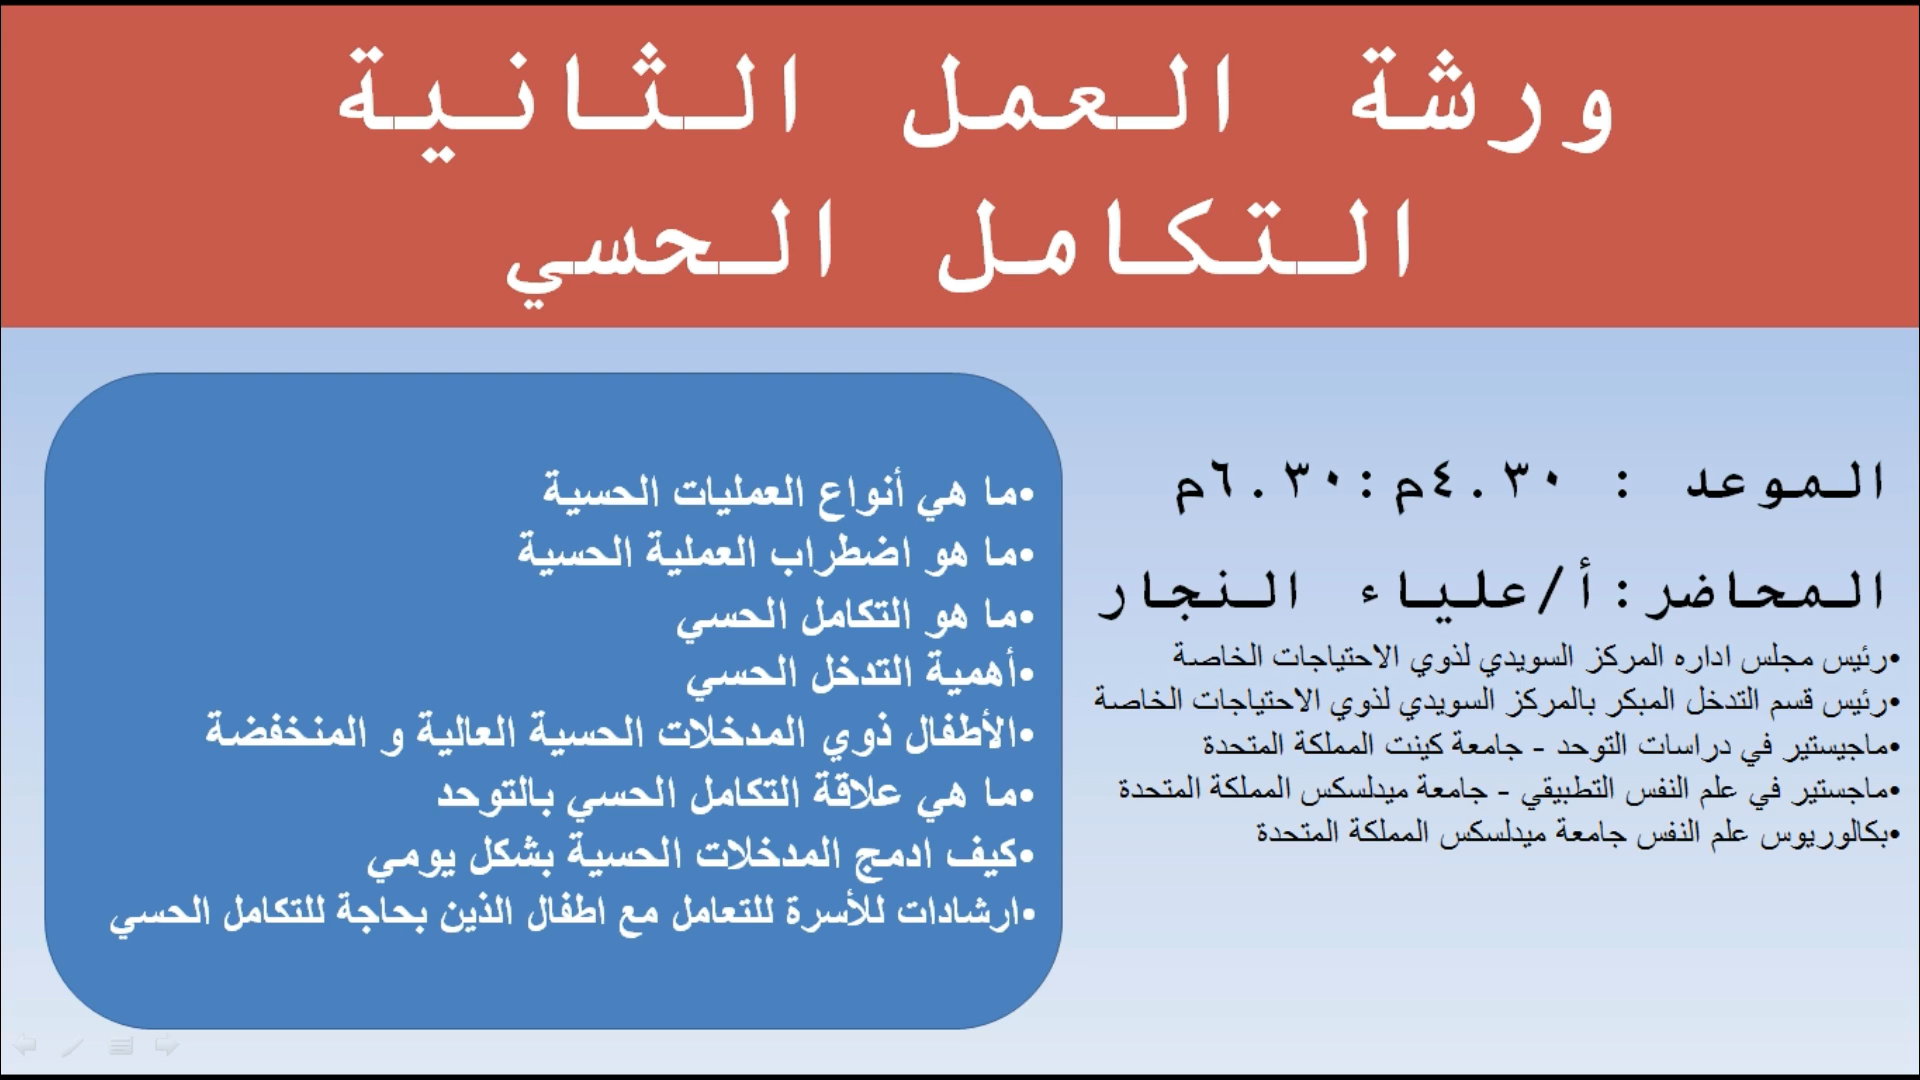 ورشة العمل الثانية
التكامل الحسي
الموعد : ٤.٣٠م:٦.٣٠م
المحاضر: أ/علياء النجار
•رئيس مجلس اداره المركز السويدي لذوي الاحتياجات الخاصة
•رئيس قسم التدخل المبكر بالمركز السويدي لذوي الاحتياجات الخاصة
•ماجيستير في دراسات التوحد - جامعة كينت المملكة المتحدة
•ماجستير في علم النفس التطبيقي - جامعة ميدلسكس المملكة المتحدة
•بكالوريوس علم النفس جامعة ميدلسكس المملكة المتحدة
•ما هي أنواع العمليات الحسية
•ما هو اضطراب العملية الحسية
•ما هو التكامل الحسي
•أهمية التدخل الحسي
•الأطفال ذوي المدخلات الحسية العالية و المنخفضة
•ما هي علاقة التكامل الحسي بالتوحد
•كيف ادمج المدخلات الحسية بشكل يومي
•ارشادات للأسرة للتعامل مع اطفال الذين بحاجة للتكامل الحسي